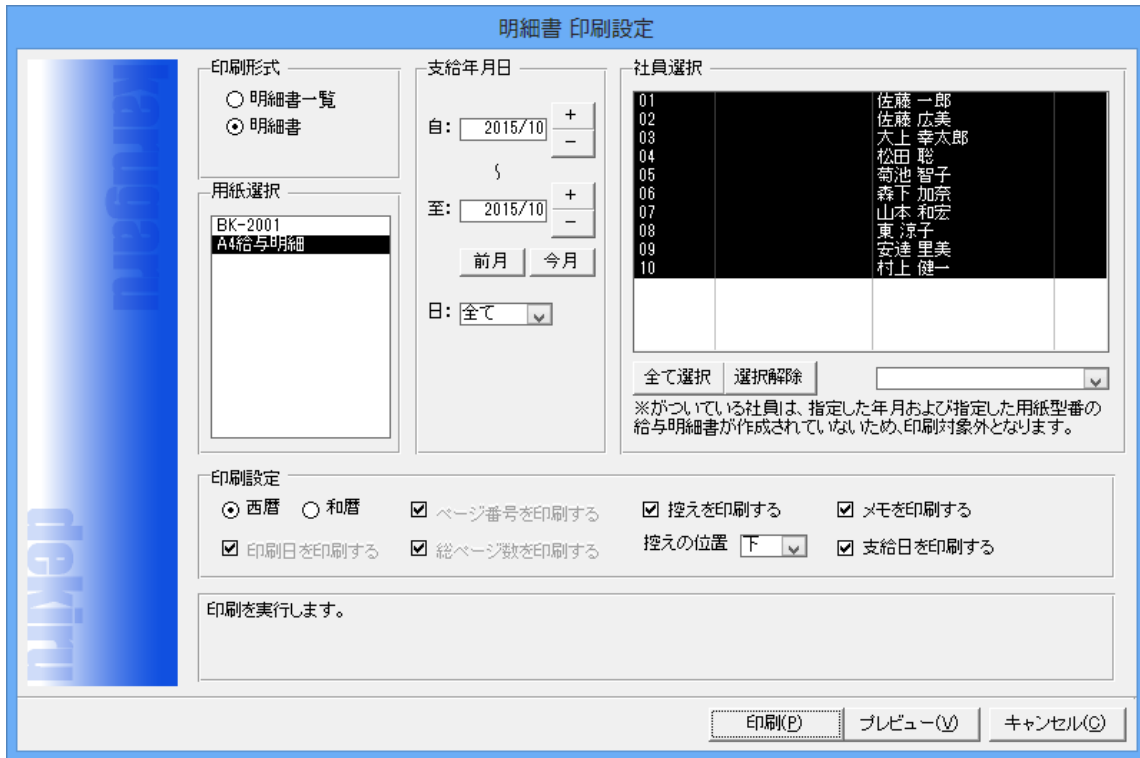 明細書 印刷設定
karugaru
dekiru
印刷形式
明細書一覧
明細書
用紙選択
BK-2001
A4給与明細
支給年月日
自: 2015/10 + -
~
至: 2015/10 + -
前月 今月
日: 全て
社員選択
01 佐藤 一郎
02 佐藤 広美
03 大上 幸太郎
04 松田 聡
05 菊池 智子
06 森下 加奈
07 山本 和宏
08 東 涼子
09 安達 里美
10 村上 健一
全て選択 選択解除
※がついている社員は、指定した年月および指定した用紙型番の
給与明細書が作成されていないため、印刷対象外となります。
印刷設定
西暦 和暦 ページ番号を印刷する 控えを印刷する メモを印刷する
印刷日を印刷する 総ページ数を印刷する 控えの位置 下 支給日を印刷する
印刷を実行します。
印刷(P) プレビュー(V) キャンセル(C)